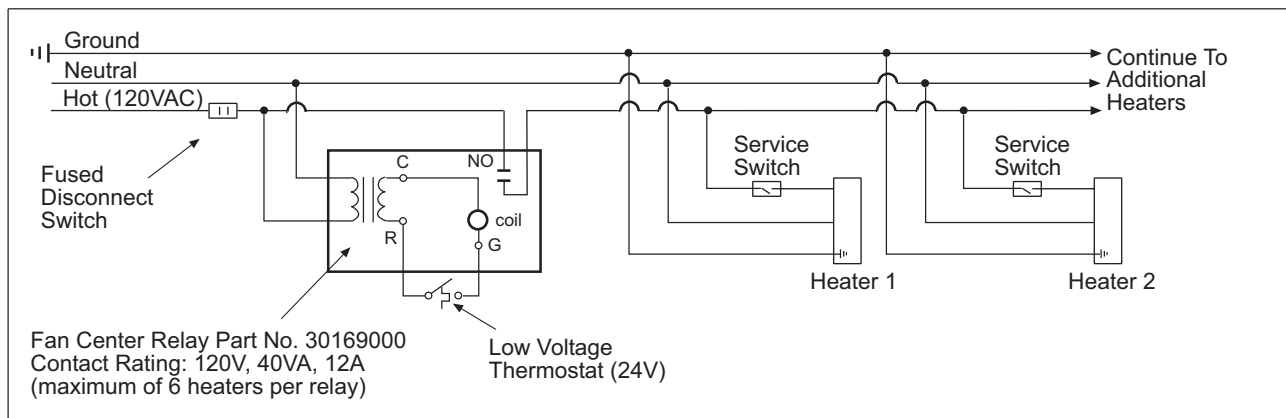 Ground
Neutral
Hot (120VAC)
Continue To
Additional
Heaters
Fused
Disconnect
Switch
C
NO
coil
R
G
Service
Switch
Service
Switch
Heater 1
Heater 2
Fan Center Relay Part No. 30169000
Contact Rating: 120V, 40VA, 12A
(maximum of 6 heaters per relay)
Low Voltage
Thermostat (24V)